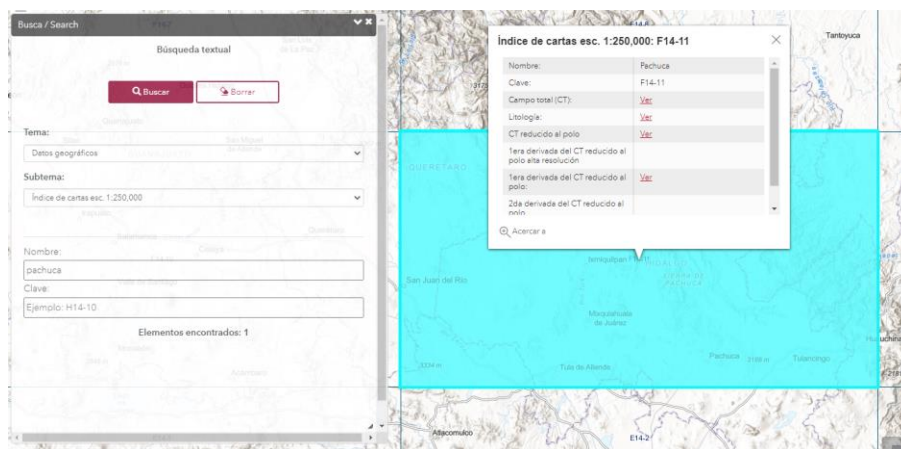 Busca / Search
Búsqueda textual
Buscar
Borrar
Tema:
Datos geográficos
Subtema:
Índice de cartas esc. 1:250,000
Nombre:
pachuca
Clave:
Ejemplo: H14-10
Elementos encontrados: 1
Índice de cartas esc. 1:250,000: F14-11
Nombre: Pachuca
Clave: F14-11
Campo total (CT): Ver
Litología: Ver
CT reducido al polo Ver
1era derivada del CT reducido al
polo alta resolución
1era derivada del CT reducido al Ver
polo:
2da derivada del CT reducido al
polo
Acercar a
Tantoyuca
QUERÉTARO
Ixmiquilpan
HIDALGO
SIERRA DE
PACHUCA
San Juan del Río
Mixquiahuala
de Juárez
Pachuca
Tulancingo
Tula de Allende
Atlacomulco
E14-2
Acámbaro